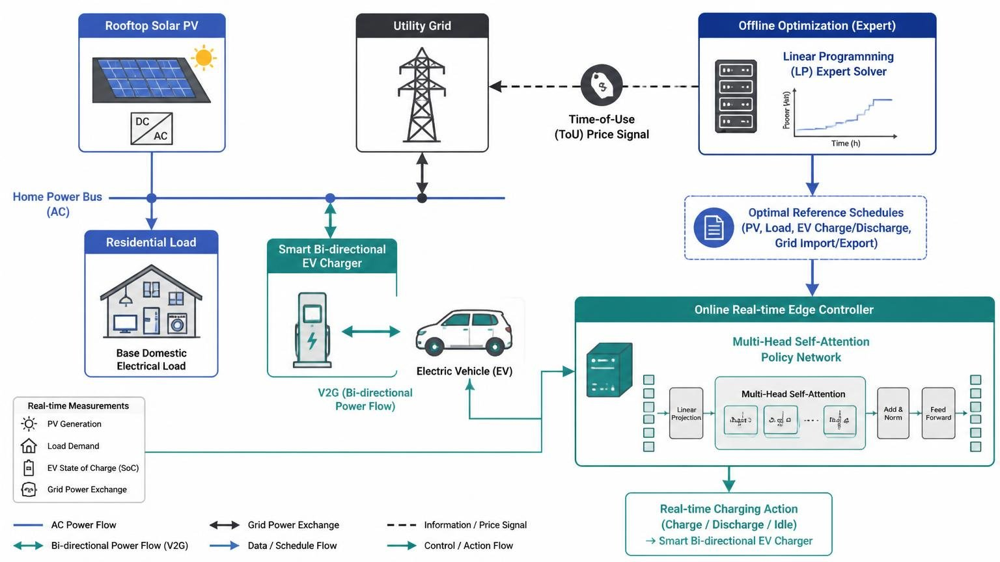 Rooftop Solar PV
DC
AC
Utility Grid
$
Time-of-Use
(ToU) Price Signal
Offline Optimization (Expert)
Linear Programnning
(LP) Expert Solver
Time (h)
Home Power Bus
(AC)
Optimal Reference Schedules
(PV, Load, EV Charge/Discharge,
Grid Import/Export)
Residential Load
Base Domestic
Electrical Load
Smart Bi-directional
EV Charger
Electric Vehicle (EV)
V2G (Bi-directional
Power Flow)
Online Real-time Edge Controller
Multi-Head Self-Attention
Policy Network
Linear
Projection
Multi-Head Self-Attention
Add &
Norm
Feed
Forward
Real-time Measurements
PV Generation
Load Demand
EV State of Charge (SoC)
Grid Power Exchange
Real-time Charging Action
(Charge / Discharge / Idle)
→ Smart Bi-directional EV Charger
AC Power Flow
Grid Power Exchange
Information / Price Signal
Bi-directional Power Flow (V2G)
Data / Schedule Flow
Control / Action Flow